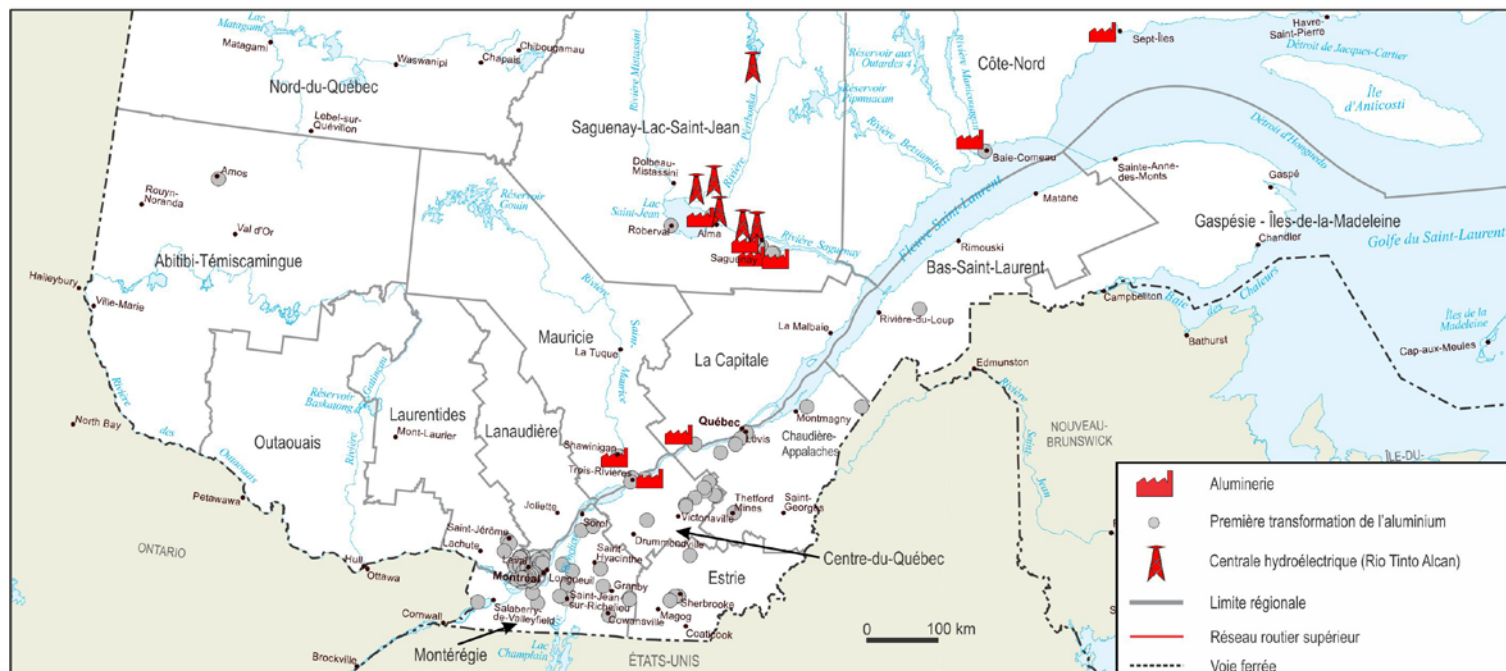 Lac
Matagami
Matagami
Waswanipi
Chapais
Chibougamau
Nord-du-Québec
Lebel-sur-
Quévillon
Rivière Mistassini
Rivière Péribonka
Saguenay-Lac-Saint-Jean
Dolbeau-
Mistassini
Lac
Saint-Jean
Roberval
Alma
Saguenay
Rivière Saguenay
Réservoir aux
Outardes 4
Rivière Manicouagan
Réservoir
Pipmuacan
Rivière Betsiamites
Côte-Nord
Sept-Îles
Havre-
Saint-Pierre
Détroit de Jacques-Cartier
Île
d'Anticosti
Détroit d'Honguedo
Baie-Comeau
Sainte-Anne-
des-Monts
Matane
Gaspé
Gaspésie - Îles-de-la-Madeleine
Chandler
Golfe du Saint-Laurent
Fleuve Saint-Laurent
Rimouski
Bas-Saint-Laurent
Rivière-du-Loup
Campbellton
Baie des Chaleurs
Bathurst
Îles de la
Madeleine
Cap-aux-Meules
Amos
Rouyn-
Noranda
Val d'Or
Abitibi-Témiscamingue
Haileybury
Ville-Marie
Réservoir
Gouin
Rivière Saint-Maurice
Mauricie
La Tuque
La Malbaie
La Capitale
Edmunston
Rivière Saint Jean
NOUVEAU-
BRUNSWICK
ÎLE-DU-
North Bay
Rivière des Outaouais
Outaouais
Réservoir
Baskatong
Rivière Gatineau
Laurentides
Mont-Laurier
Lanaudière
Shawinigan
Trois-Rivières
Québec
Lévis
Montmagny
Chaudière-
Appalaches
Petawawa
Joliette
Sorel
Victoriaville
Thetford
Mines
Saint-
Georges
Saint-Jérôme
Lachute
Drummondville
Centre-du-Québec
ONTARIO
Hull
Ottawa
Laval
Montréal
Longueuil
Saint-
Hyacinthe
Granby
Estrie
Saint-Jean-
sur-Richelieu
Sherbrooke
Cornwall
Salaberry-
de-Valleyfield
Cowansville
Magog
Coaticook
Montérégie
Lac
Champlain
ÉTATS-UNIS
Brockville
0 100 km
Aluminerie
Première transformation de l'aluminium
Centrale hydroélectrique (Rio Tinto Alcan)
Limite régionale
Réseau routier supérieur
Voie ferrée